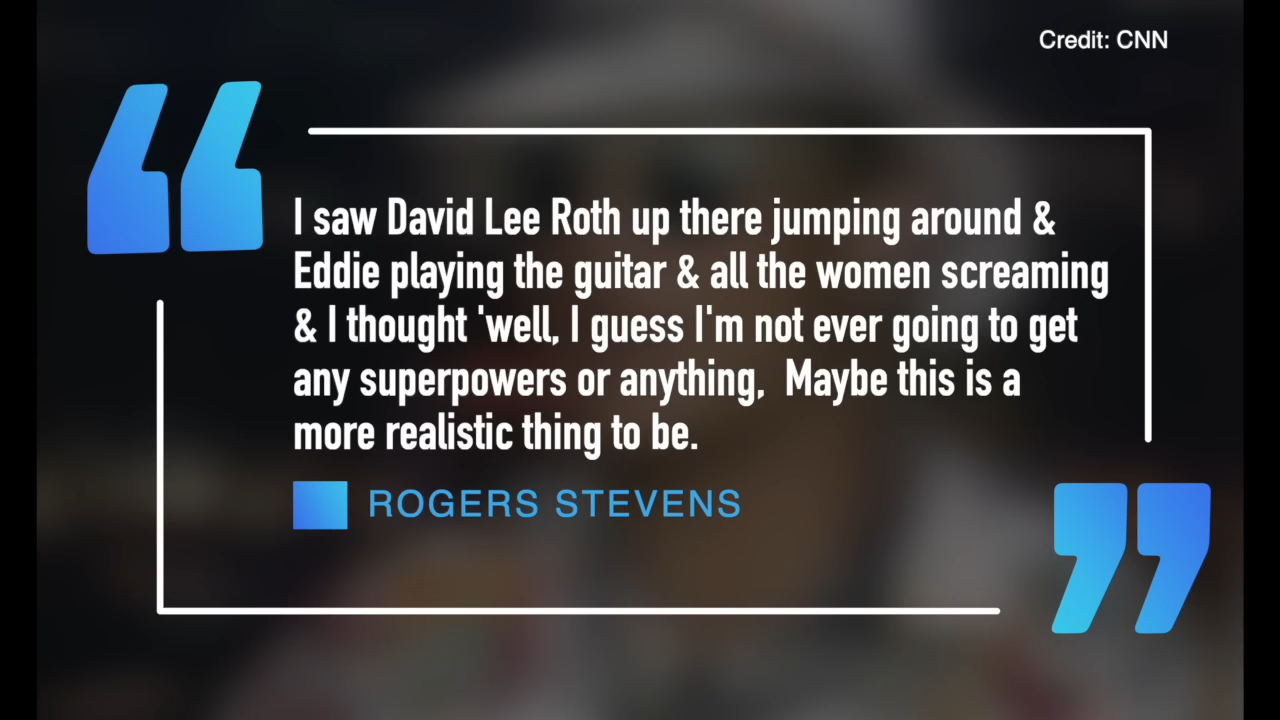 Credit: CNN
I saw David Lee Roth up there jumping around &
Eddie playing the guitar & all the women screaming
& I thought 'well, I guess I'm not ever going to get
any superpowers or anything,  Maybe this is a
more realistic thing to be.
ROGERS STEVENS